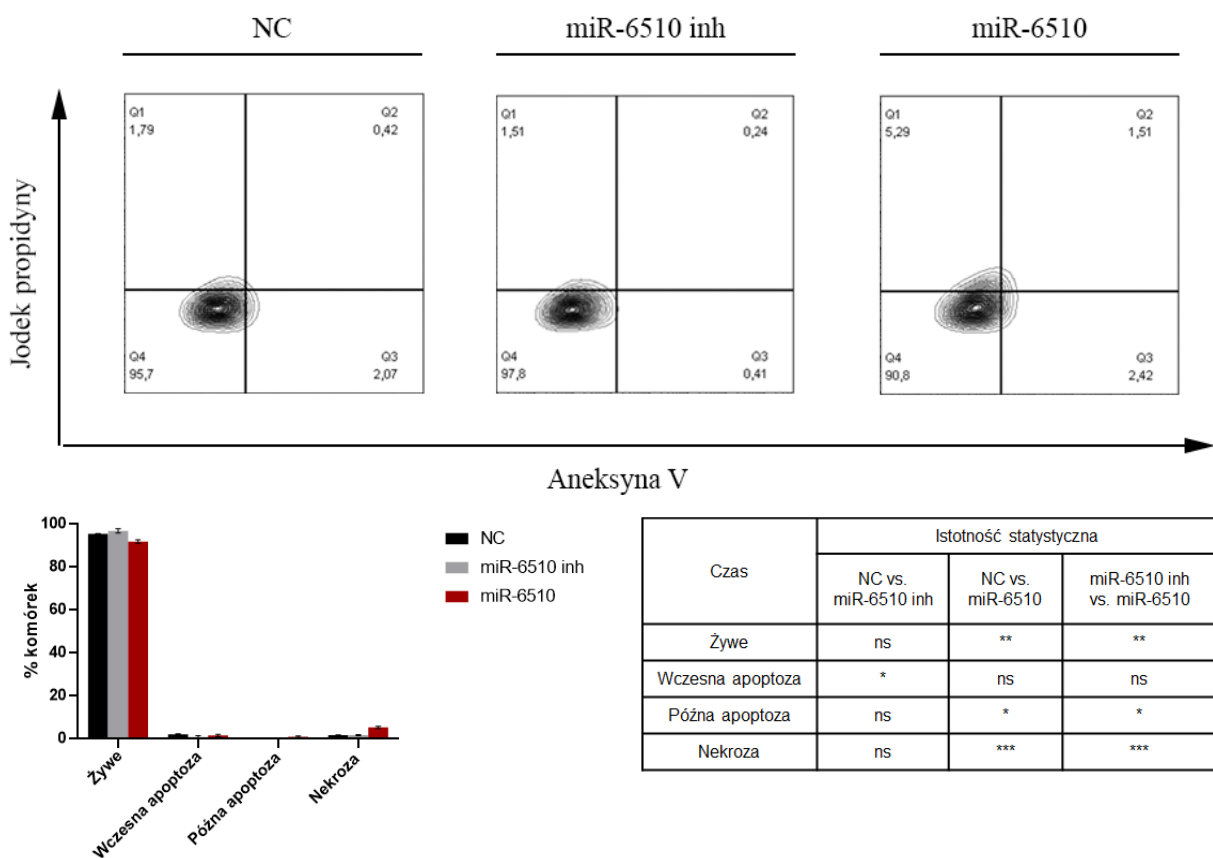 NC
miR-6510 inh
miR-6510
Jodek propidyny
Q1
1,79
Q2
0,42
Q4
95,7
Q3
2,07
Q1
1,51
Q2
0,24
Q4
97,8
Q3
0,41
Q1
5,29
Q2
1,51
Q4
90,8
Q3
2,42
Aneksyna V
% komórek
100
80
60
40
20
0
Żywe
Wczesna apoptoza
Późna apoptoza
Nekroza
NC
miR-6510 inh
miR-6510
Czas
Istotność statystyczna
NC vs.
miR-6510 inh
NC vs.
miR-6510
miR-6510 inh
vs. miR-6510
Żywe ns ** **
Wczesna apoptoza * ns ns
Późna apoptoza ns * *
Nekroza ns *** ***